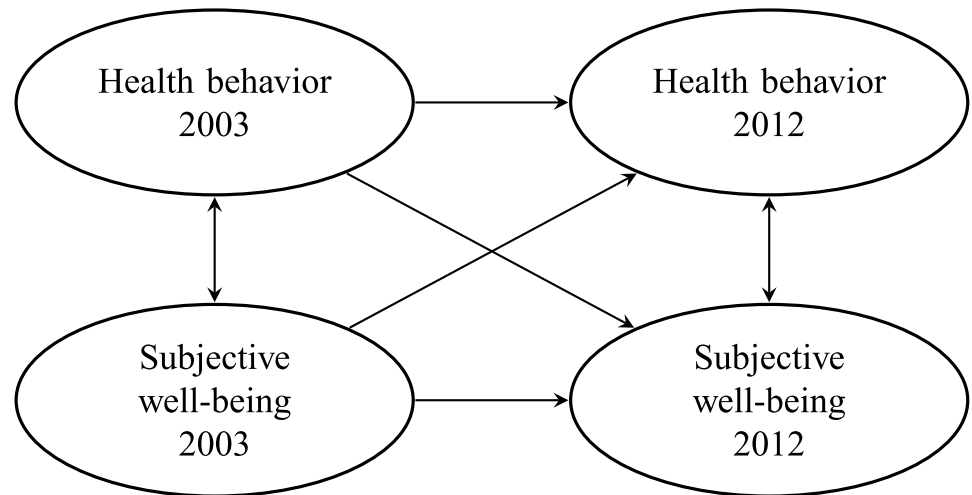 Health behavior
2003
Health behavior
2012
Subjective
well-being
2003
Subjective
well-being
2012